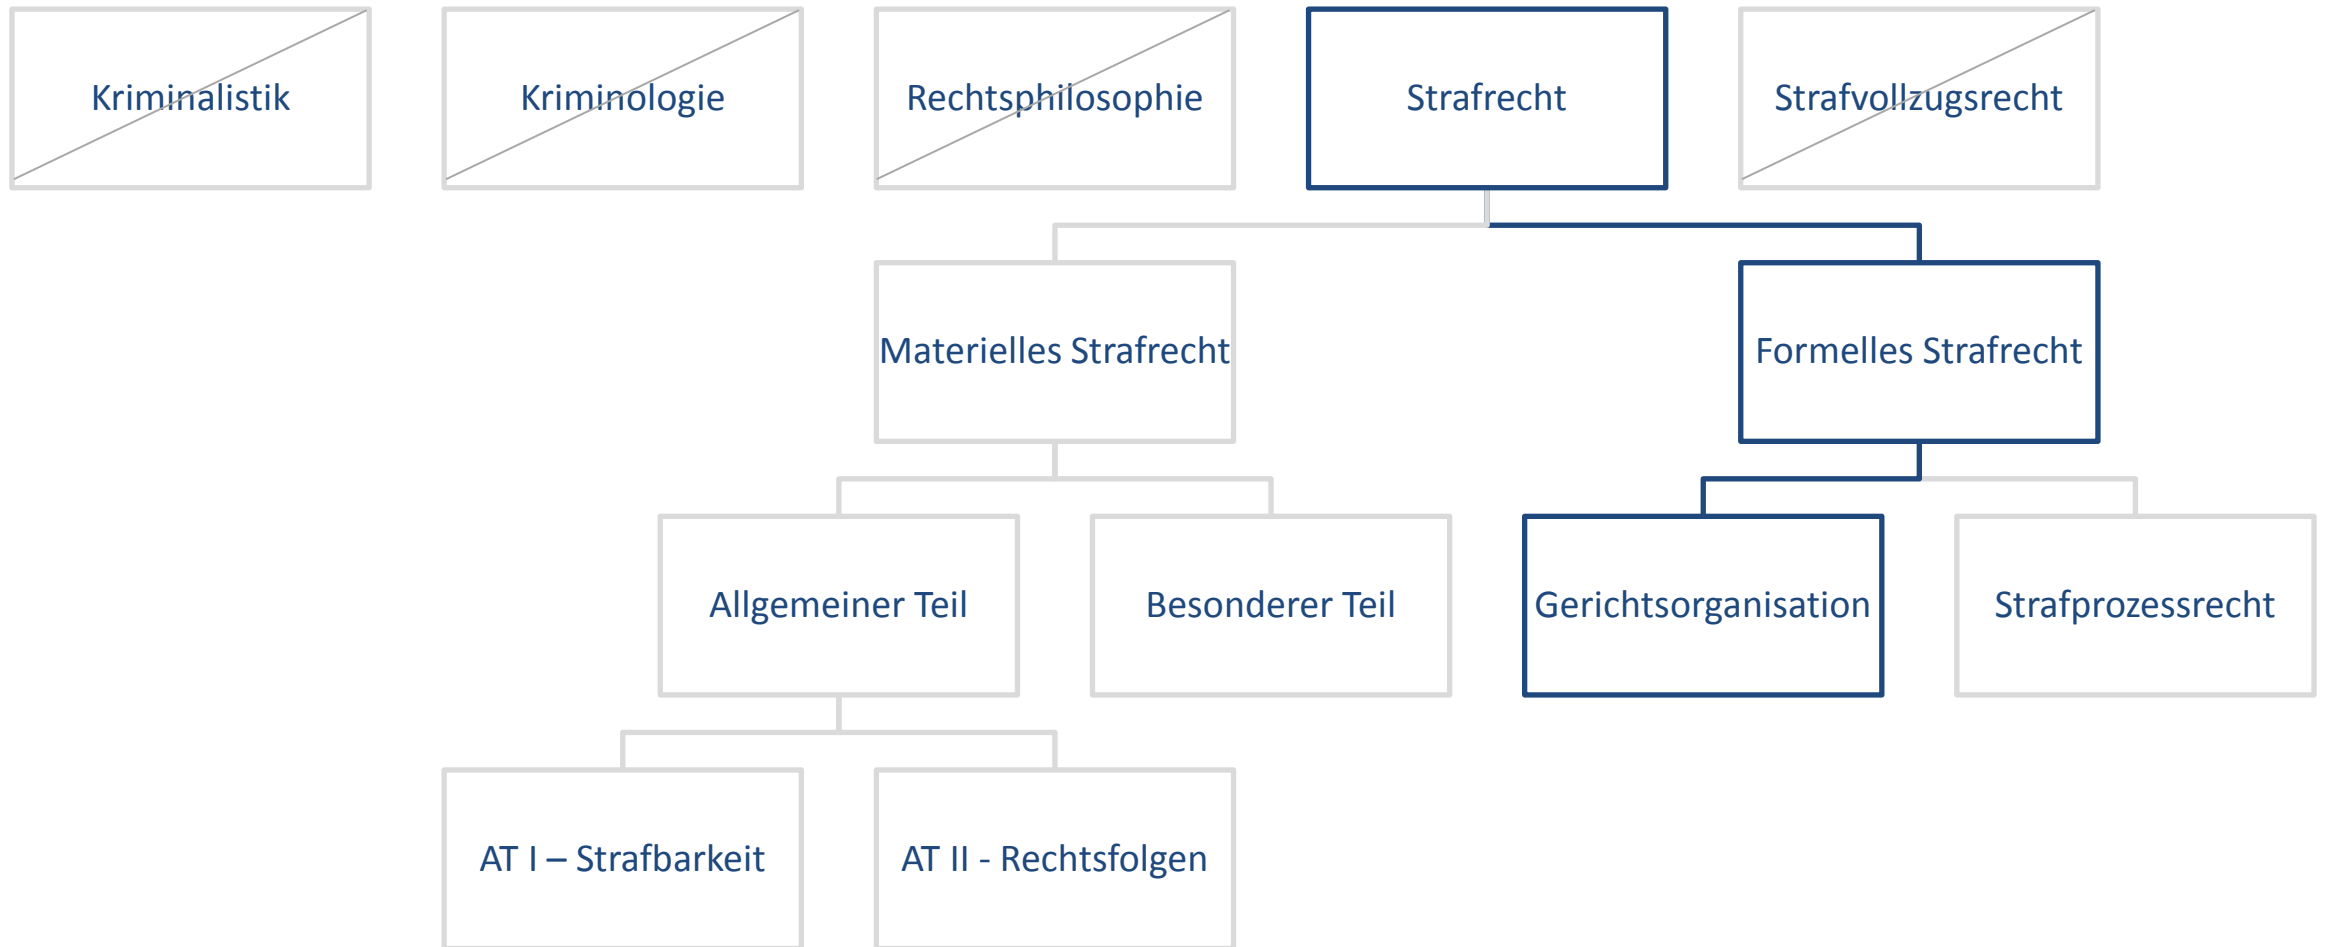 Kriminalistik
Kriminologie
Rechtsphilosophie
Strafrecht
Strafvollzugsrecht
Materielles Strafrecht
Formelles Strafrecht
Allgemeiner Teil
Besonderer Teil
Gerichtsorganisation
Strafprozessrecht
AT I – Strafbarkeit
AT II - Rechtsfolgen